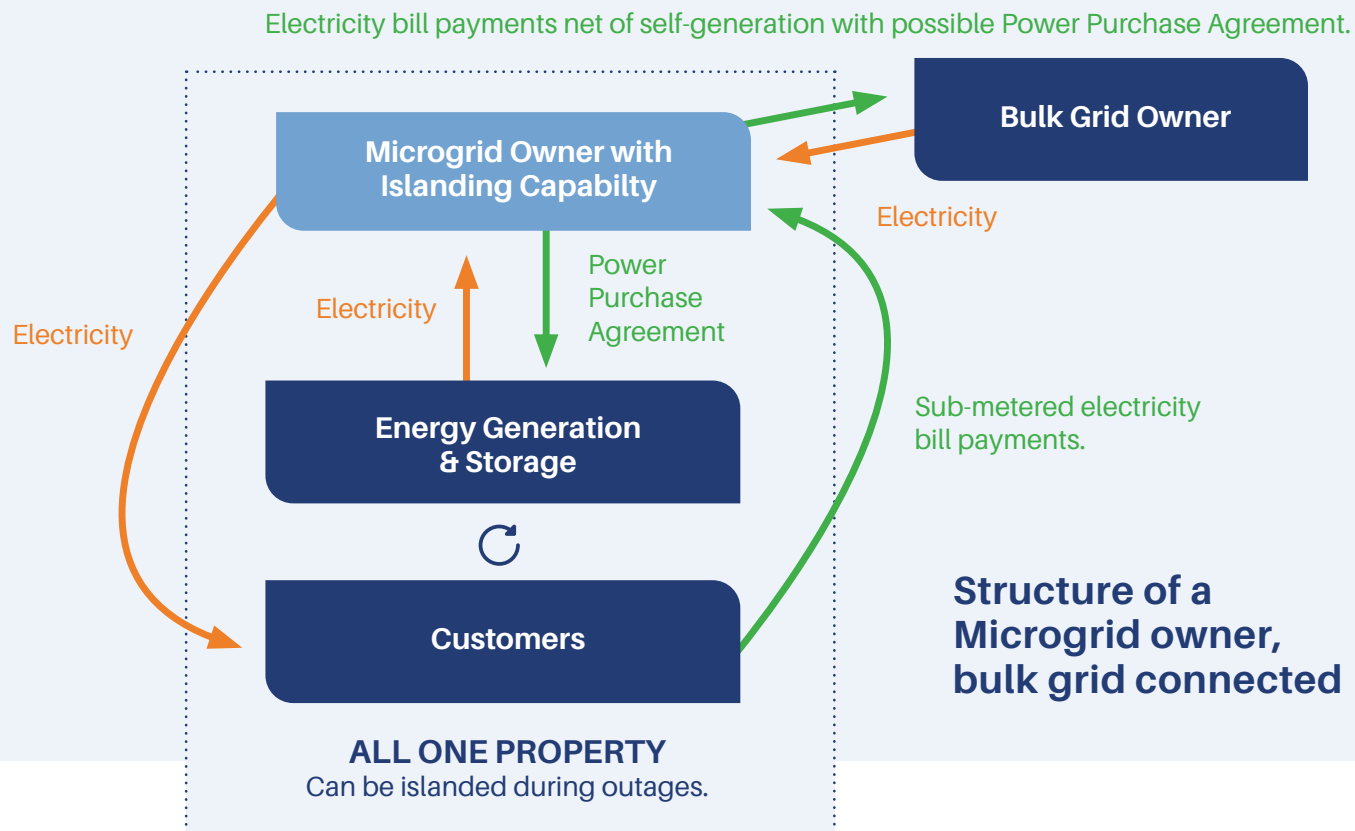 Electricity bill payments net of self-generation with possible Power Purchase Agreement.
Bulk Grid Owner
Microgrid Owner with
Islanding Capabilty
Electricity
Power
Purchase
Agreement
Electricity
Electricity
Energy Generation
& Storage
Sub-metered electricity
bill payments.
Customers
Structure of a
Microgrid owner,
bulk grid connected
ALL ONE PROPERTY
Can be islanded during outages.